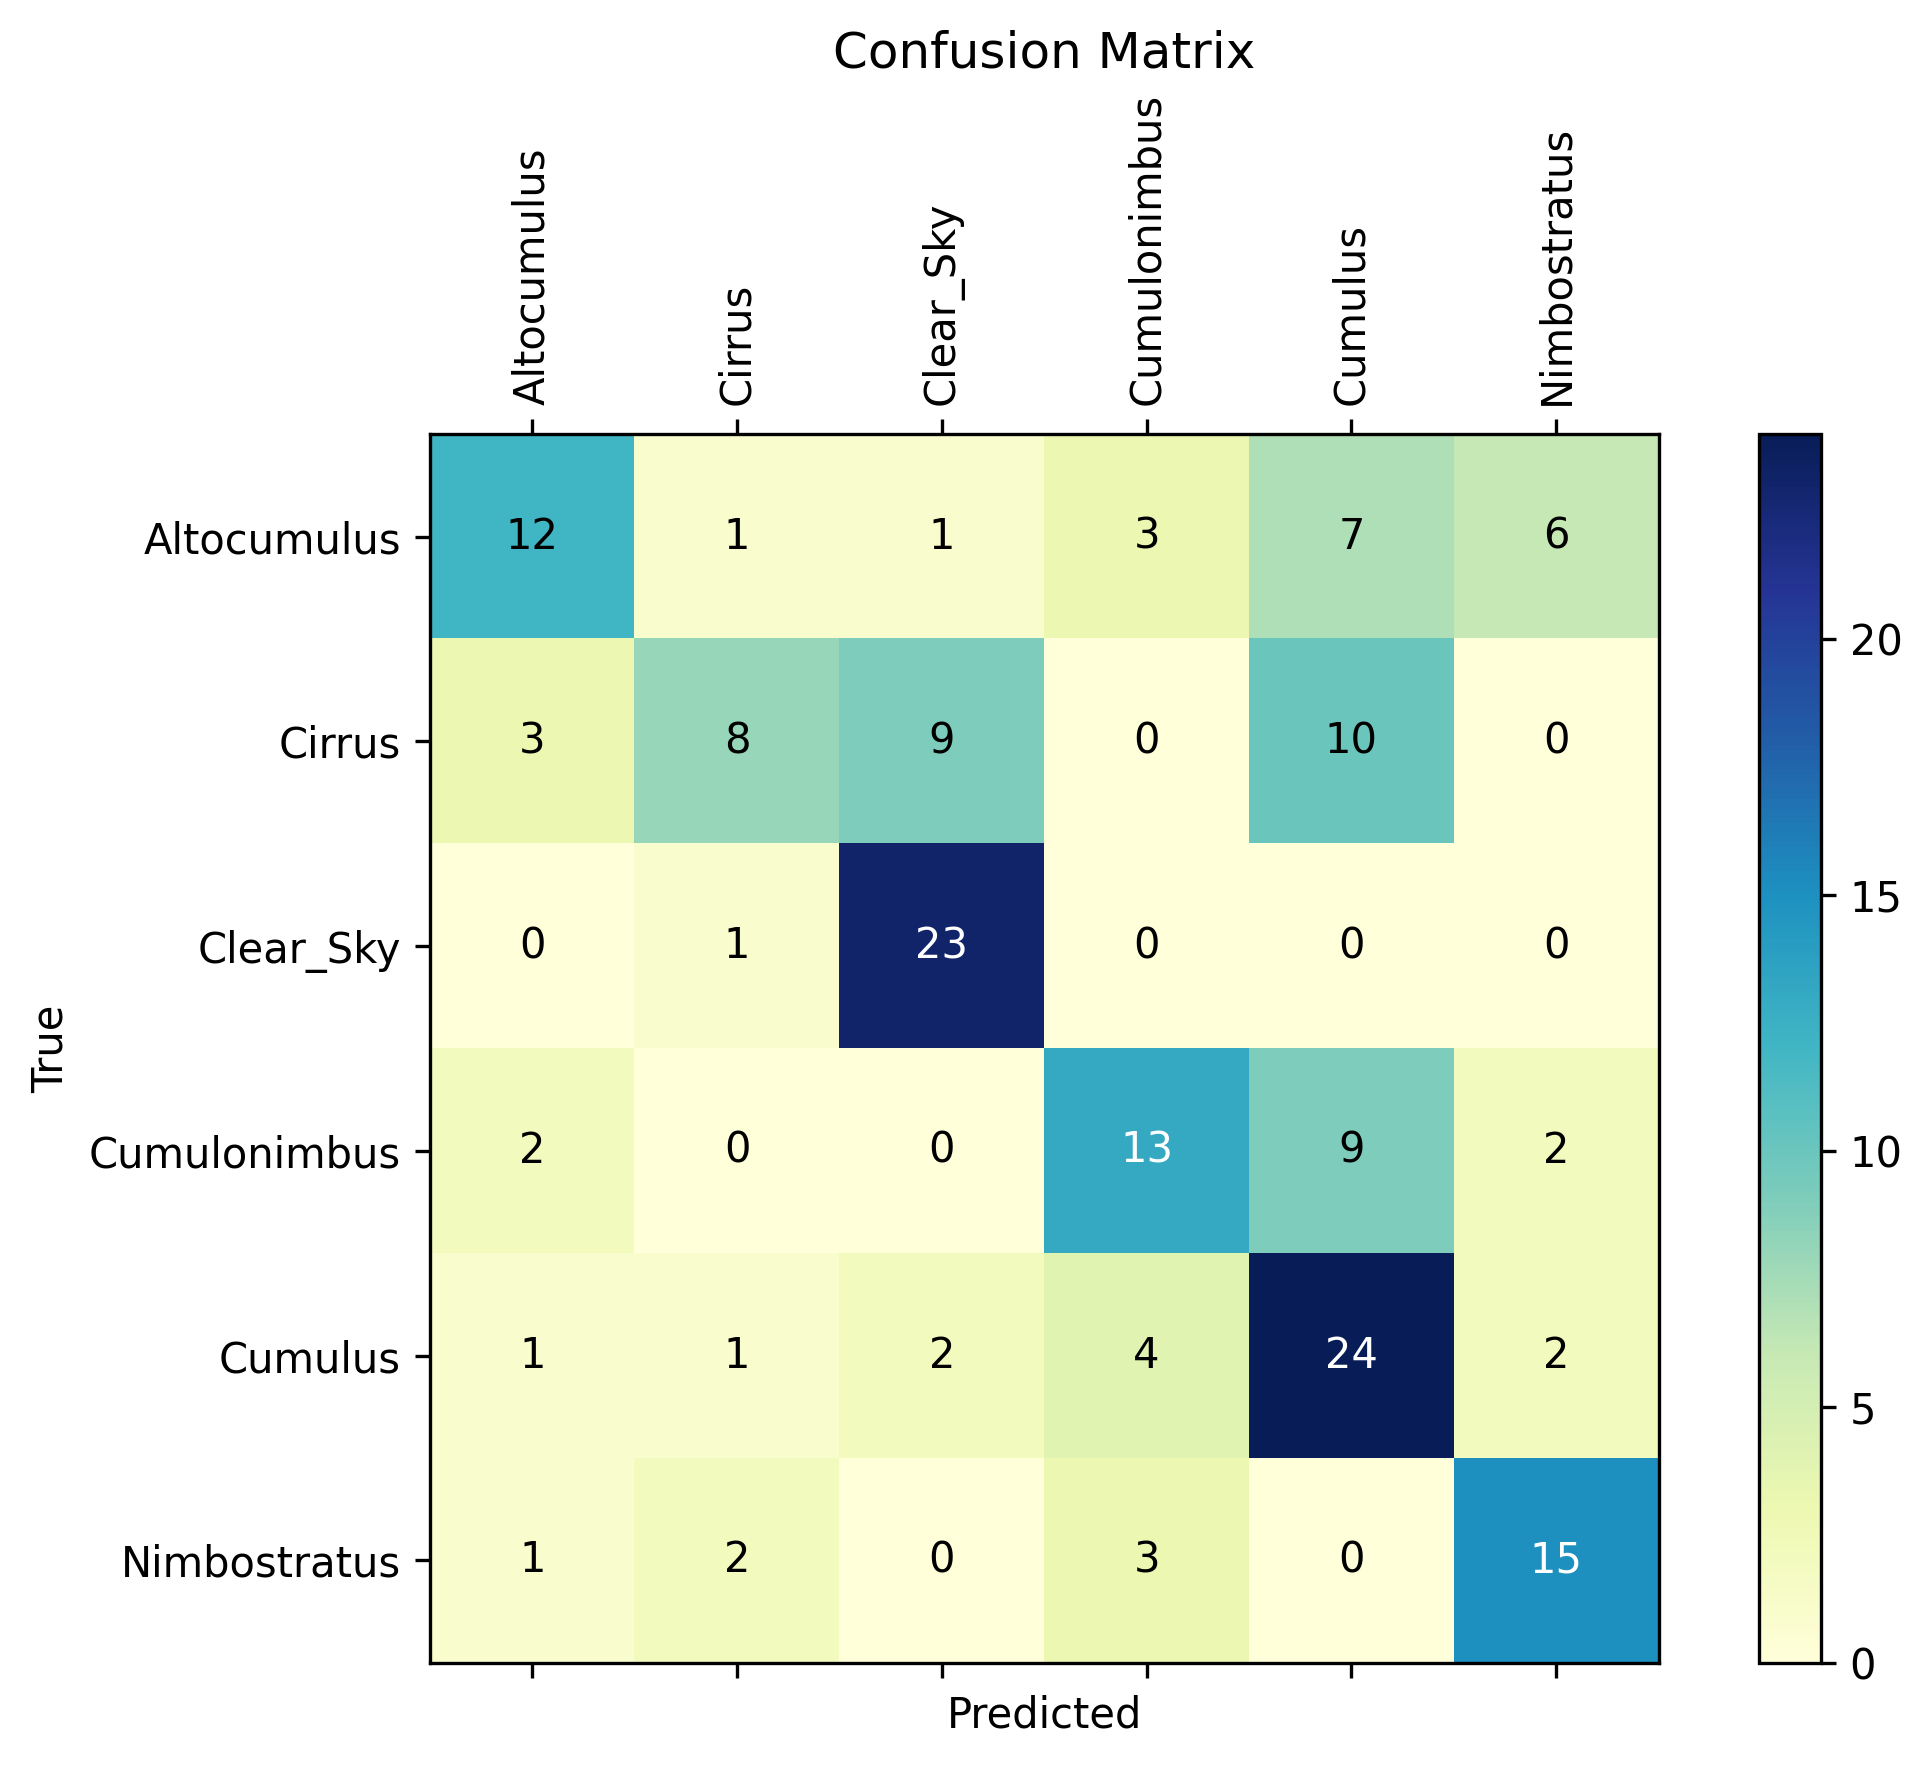 Confusion Matrix
Altocumulus
Cirrus
Clear_Sky
Cumulonimbus
Cumulus
Nimbostratus
Altocumulus 12 1 1 3 7 6
Cirrus 3 8 9 0 10 0
Clear_Sky 0 1 23 0 0 0
Cumulonimbus 2 0 0 13 9 2
Cumulus 1 1 2 4 24 2
Nimbostratus 1 2 0 3 0 15
True
Predicted
20
15
10
5
0